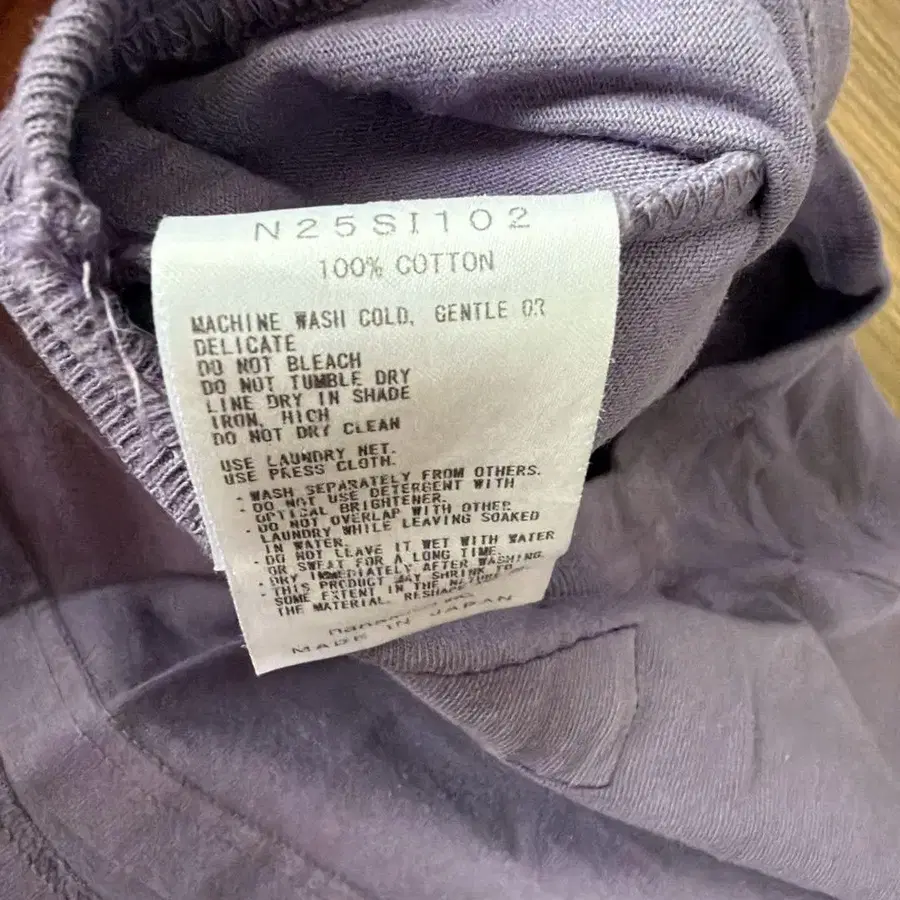 N25SI102
100% COTTON
MACHINE WASH COLD, GENTLE OR
DELICATE
DO NOT BLEACH
DO NOT TUMBLE DRY
LINE DRY IN SHADE
IRON, HIGH
DO NOT DRY CLEAN
USE LAUNDRY NET.
USE PRESS CLOTH.
· WASH SEPARATELY FROM OTHERS.
· DO NOT USE DETERGENT WITH
OPTICAL BRIGHTENER.
· DO NOT OVERLAP WITH OTHER
LAUNDRY WHILE LEAVING SOAKED
IN WATER.
· DO NOT LEAVE IT WET WITH WATER
OR SWEAT FOR A LONG TIME.
· DRY IMMEDIATELY AFTER WASHING.
· THIS PRODUCT MAY SHRINK TO
SOME EXTENT IN THE
THE MATERIAL. RESHAPE
MADE IN JAPAN